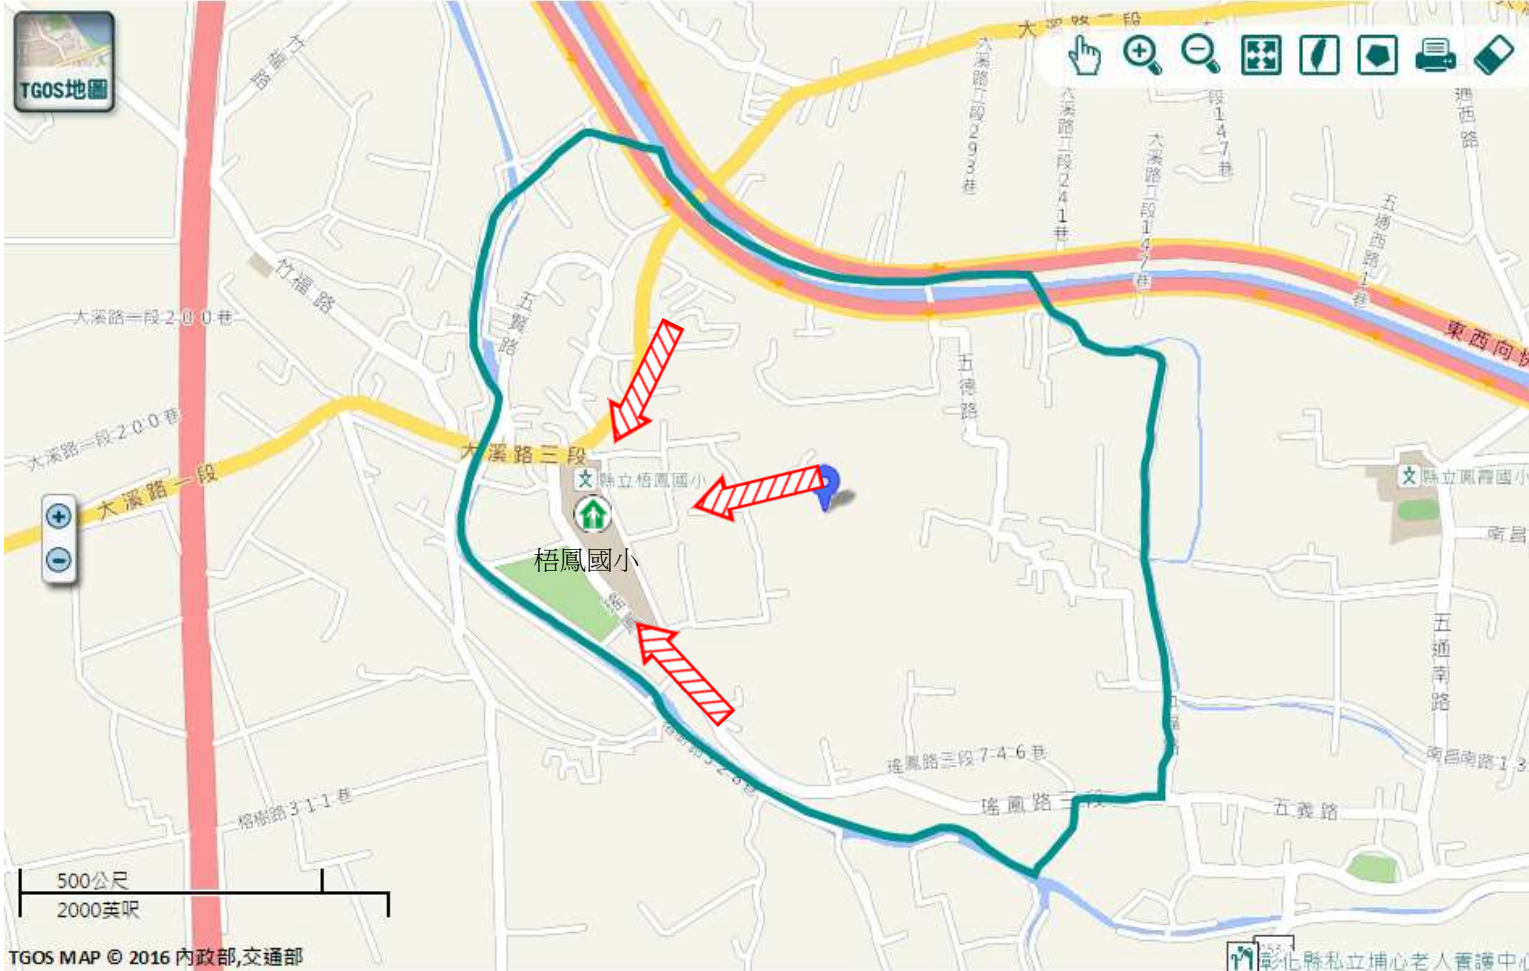 TGOS地圖
竹福路
大溪路二段
大溪路二段293巷
大溪路二段241巷
大溪路二段147巷
段147巷
通西路
五通西路1巷
竹福路
大溪路一段200巷
五賢路
東西向快
五德路
大溪路一段200巷
大溪路三段
大溪路一段
縣立梧鳳國小
縣立鳳霞國小
梧鳳國小
南昌
五通南路
瑤鳳路三段746巷
南昌南路13
瑤鳳路三段
五義路
榕樹路311巷
500公尺
2000英呎
TGOS MAP © 2016 內政部,交通部
彰化縣私立埔心老人養護中心